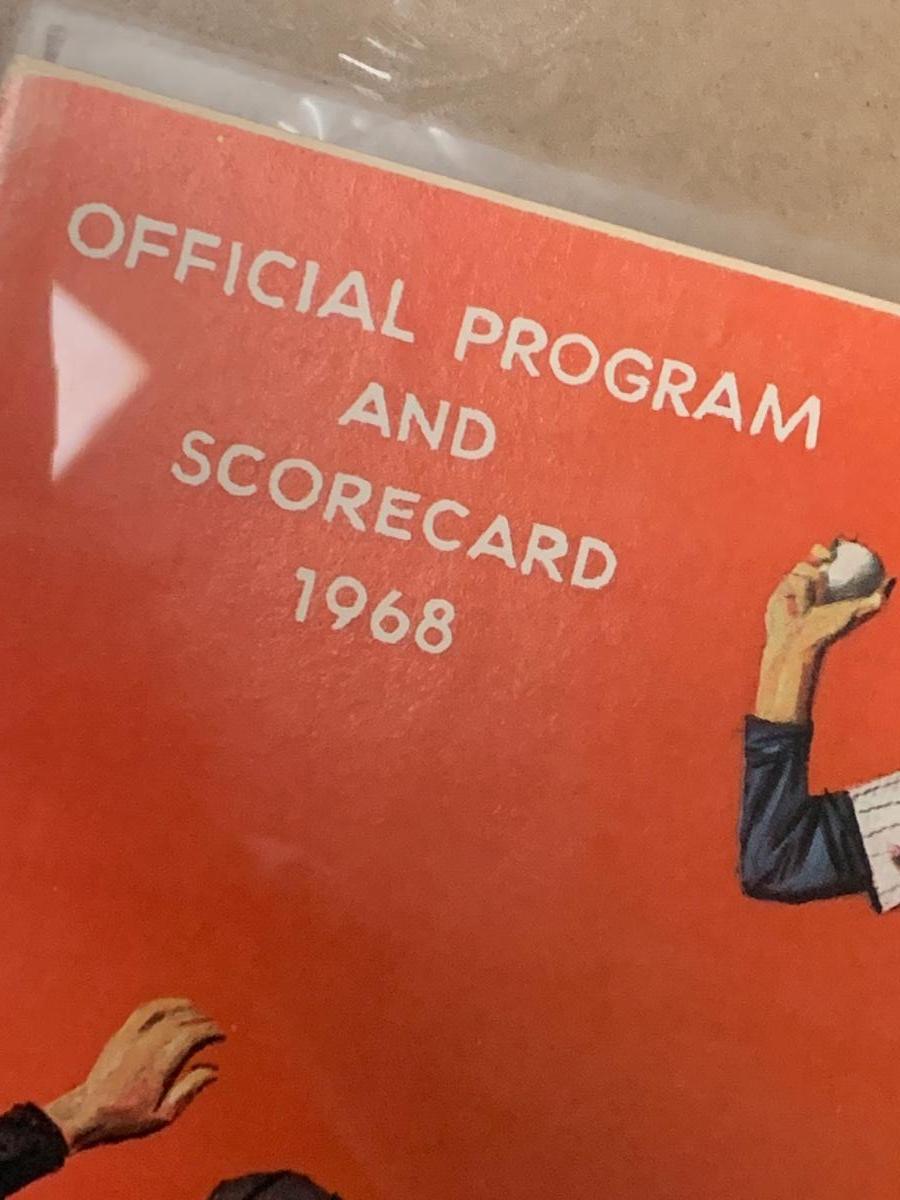 OFFICIAL PROGRAM
AND
SCORECARD
1968